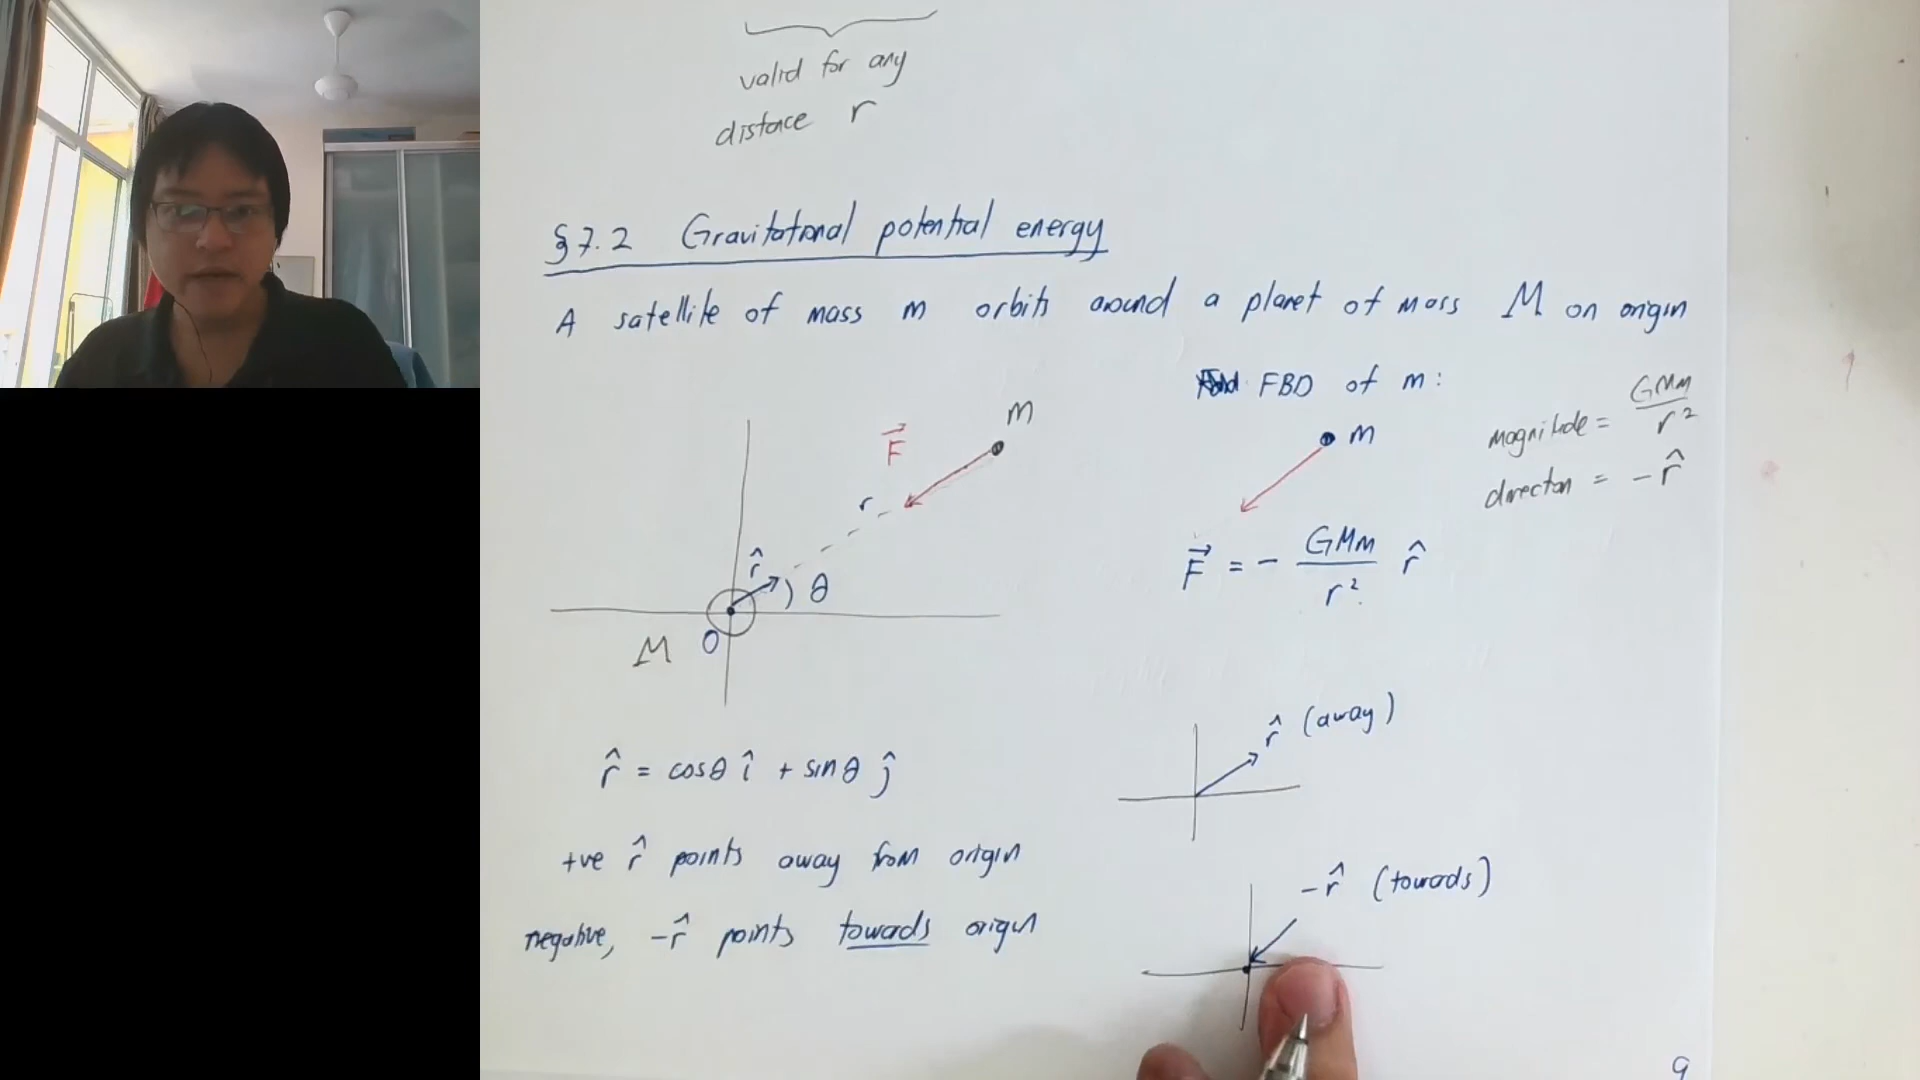 valid for any
distance r
§7.2 Gravitational potential energy
A satellite of mass m orbits around a planet of mass M on origin
FBD of m:
magnitude = GMm / r²
direction = -r̂
m
F⃗
r
r̂
θ
M
O
m
F⃗ = - GMm / r² r̂
r̂ (away)
r̂ = cosθ î + sinθ ĵ
+ve r̂ points away from origin
-r̂ (towards)
negative, -r̂ points towards origin
9